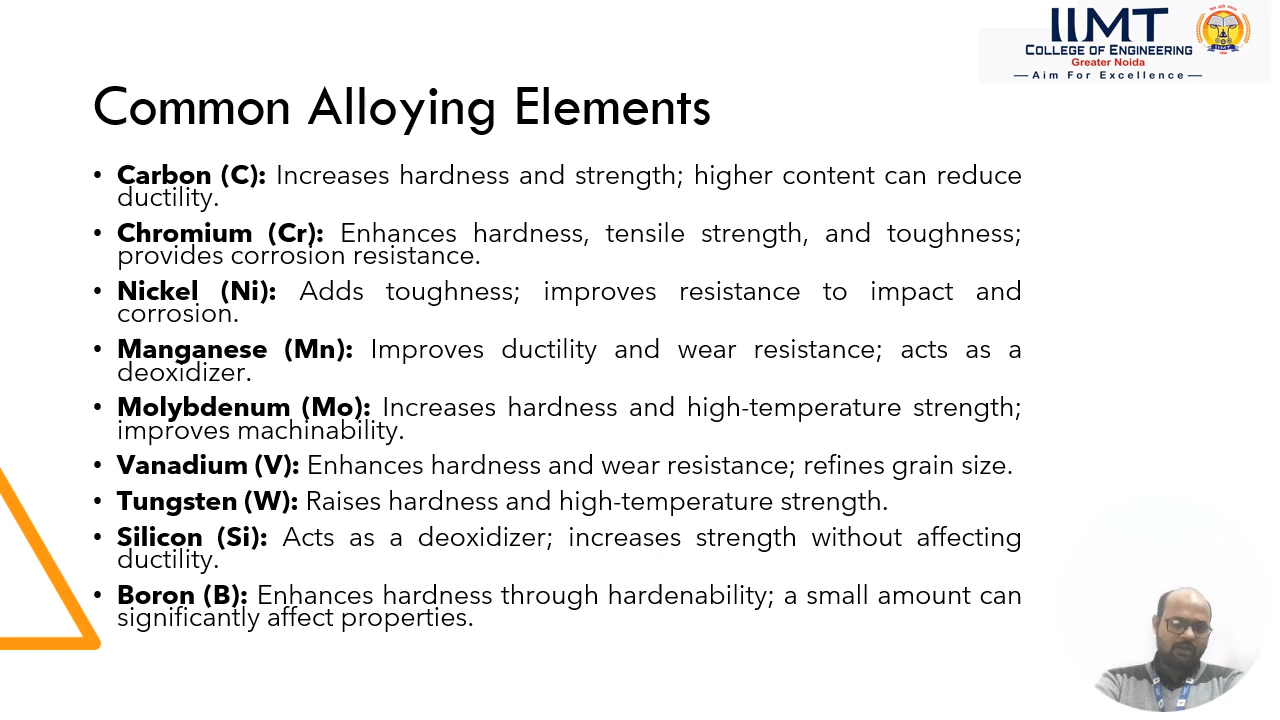 IIMT
COLLEGE OF ENGINEERING
Greater Noida
Aim For Excellence
Common Alloying Elements
• Carbon (C): Increases hardness and strength; higher content can reduce
ductility.
• Chromium (Cr): Enhances hardness, tensile strength, and toughness;
provides corrosion resistance.
• Nickel (Ni): Adds toughness; improves resistance to impact and
corrosion.
• Manganese (Mn): Improves ductility and wear resistance; acts as a
deoxidizer.
• Molybdenum (Mo): Increases hardness and high-temperature strength;
improves machinability.
• Vanadium (V): Enhances hardness and wear resistance; refines grain size.
• Tungsten (W): Raises hardness and high-temperature strength.
• Silicon (Si): Acts as a deoxidizer; increases strength without affecting
ductility.
• Boron (B): Enhances hardness through hardenability; a small amount can
significantly affect properties.